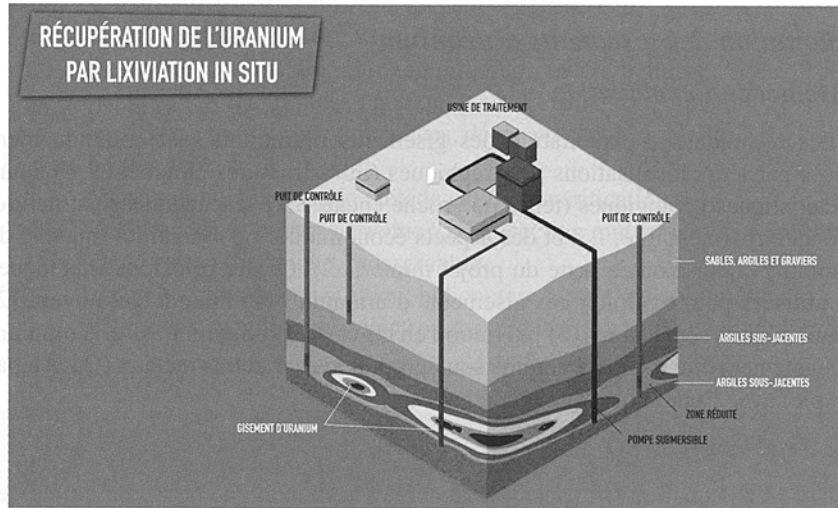 RÉCUPÉRATION DE L'URANIUM
PAR LIXIVIATION IN SITU
USINE DE TRAITEMENT
PUIT DE CONTRÔLE
PUIT DE CONTRÔLE
PUIT DE CONTRÔLE
SABLES, ARGILES ET GRAVIERS
ARGILES SUS-JACENTES
ARGILES SOUS-JACENTES
ZONE RÉDUITE
GISEMENT D'URANIUM
POMPE SUBMERSIBLE